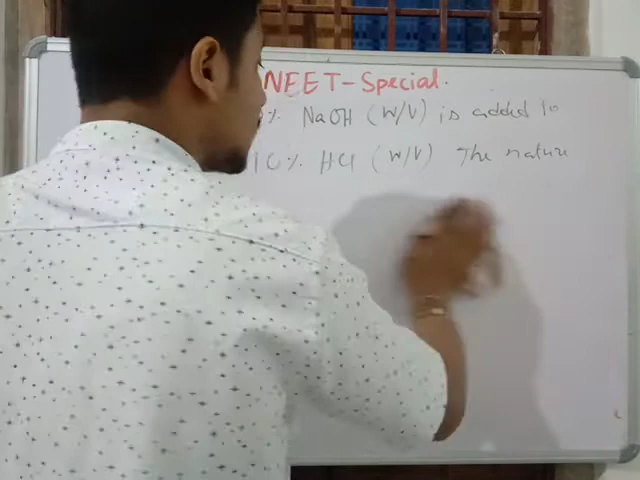 NEET-Special.
% NaOH (W/V) is added to
10% HCl (W/V) The nature